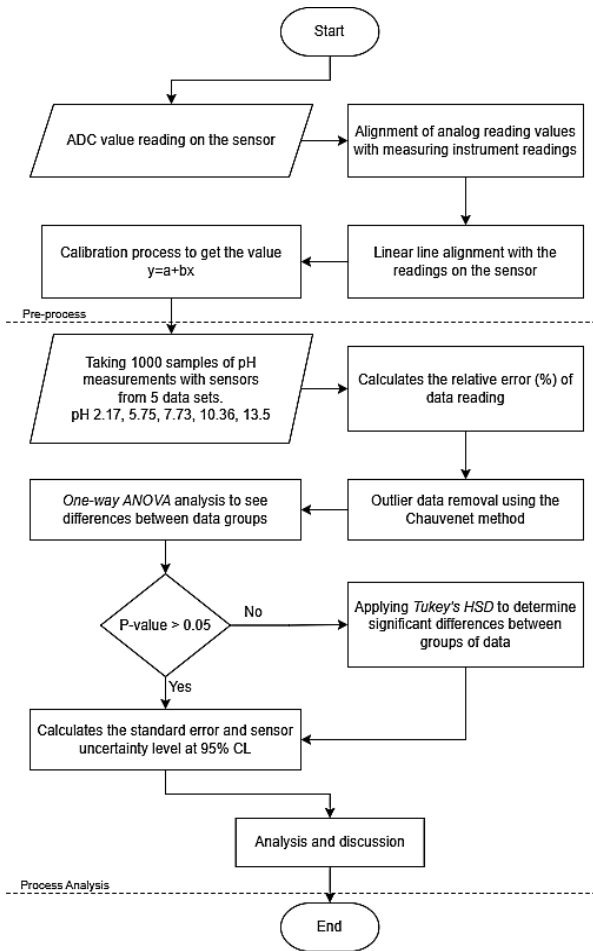 Start
ADC value reading on the sensor
Alignment of analog reading values
with measuring instrument readings
Linear line alignment with the
readings on the sensor
Calibration process to get the value
y=a+bx
Pre-process
Taking 1000 samples of pH
measurements with sensors
from 5 data sets.
pH 2.17, 5.75, 7.73, 10.36, 13.5
Calculates the relative error (%) of
data reading
Outlier data removal using the
Chauvenet method
One-way ANOVA analysis to see
differences between data groups
P-value > 0.05
No
Yes
Applying Tukey's HSD to determine
significant differences between
groups of data
Calculates the standard error and sensor
uncertainty level at 95% CL
Analysis and discussion
Process Analysis
End